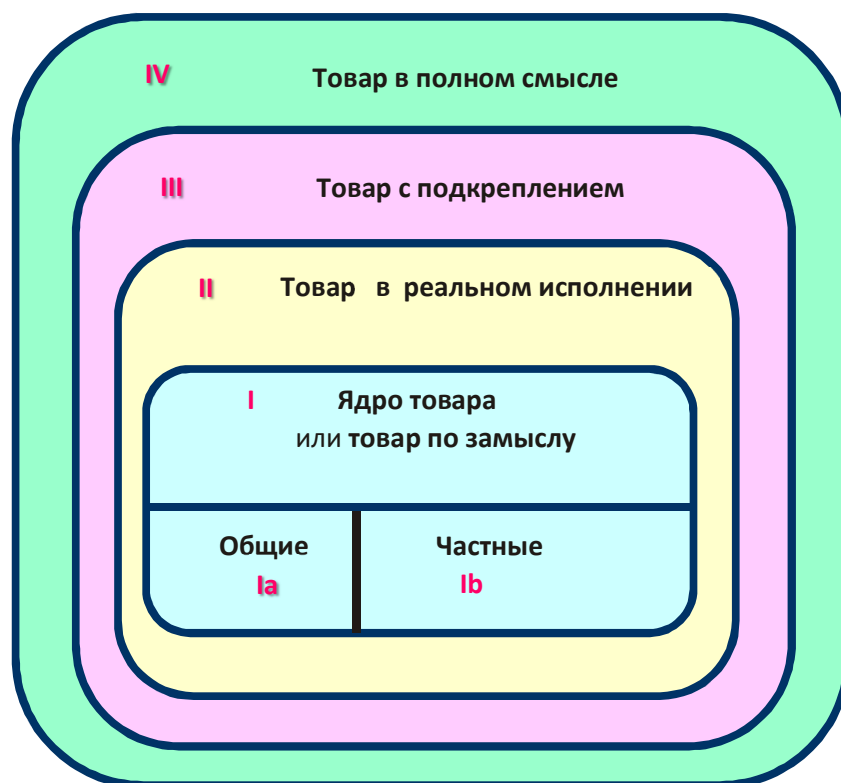 IV Товар в полном смысле
III Товар с подкреплением
II Товар в реальном исполнении
I Ядро товара
или товар по замыслу
Общие Частные
Ia Ib